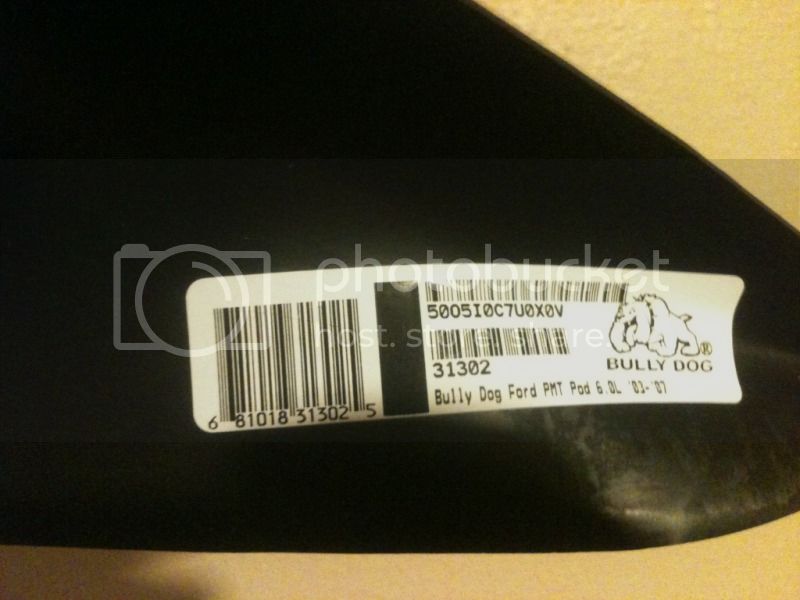 photobucket
host. store. share.
5005I0C7U0X0V
31302
BULLY DOG®
Bully Dog Ford PMT Pod 6.0L '03-'07
6 81018 31302 5